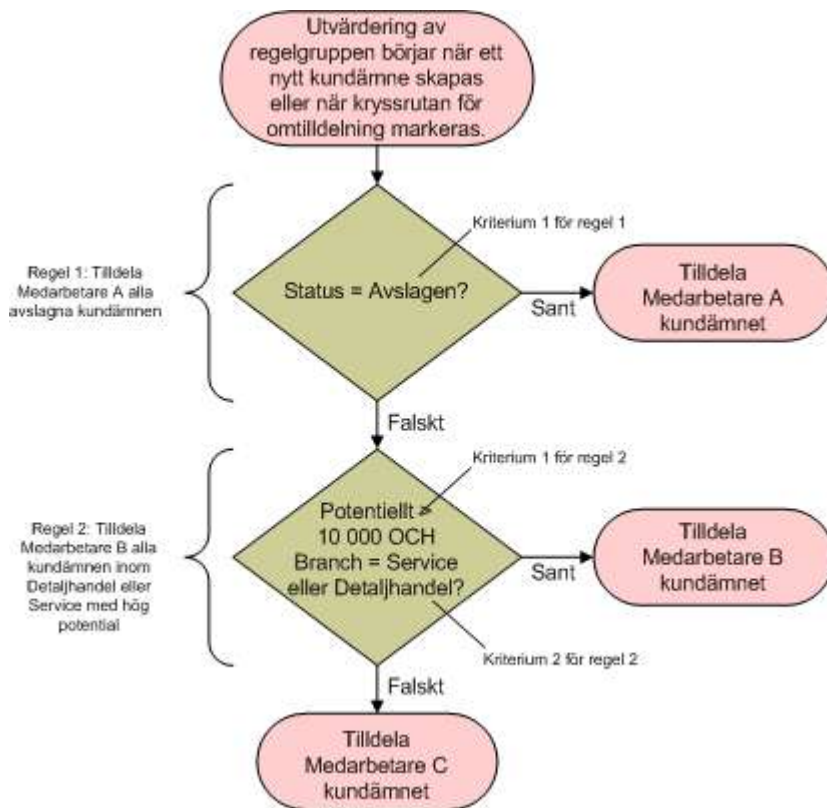 Utvärdering av
regelgruppen börjar när ett
nytt kundämne skapas
eller när kryssrutan för
omtilldelning markeras.
Kriterium 1 för regel 1
Regel 1: Tilldela
Medarbetare A alla
avslagna kundämnen
Status = Avslagen?
Sant
Tilldela
Medarbetare A
kundämnet
Falskt
Kriterium 1 för regel 2
Regel 2: Tilldela
Medarbetare B alla
kundämnen inom
Detaljhandel eller
Service med hög
potential
Potentiellt >
10 000 OCH
Branch = Service
eller Detaljhandel?
Sant
Tilldela
Medarbetare B
kundämnet
Kriterium 2 för regel 2
Falskt
Tilldela
Medarbetare C
kundämnet